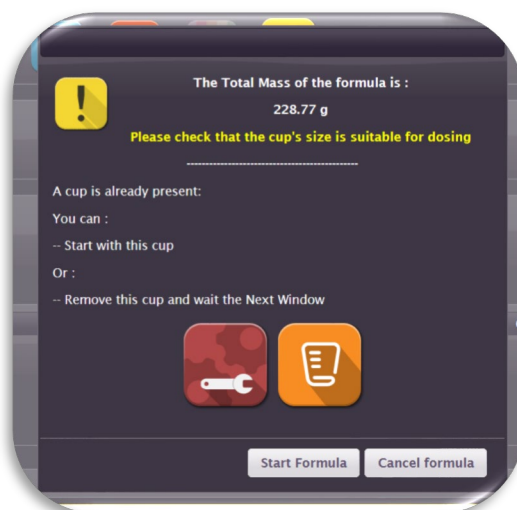 The Total Mass of the formula is :
228.77 g
Please check that the cup's size is suitable for dosing
----------------------------------------------
A cup is already present:
You can :
-- Start with this cup
Or :
-- Remove this cup and wait the Next Window
Start Formula
Cancel formula